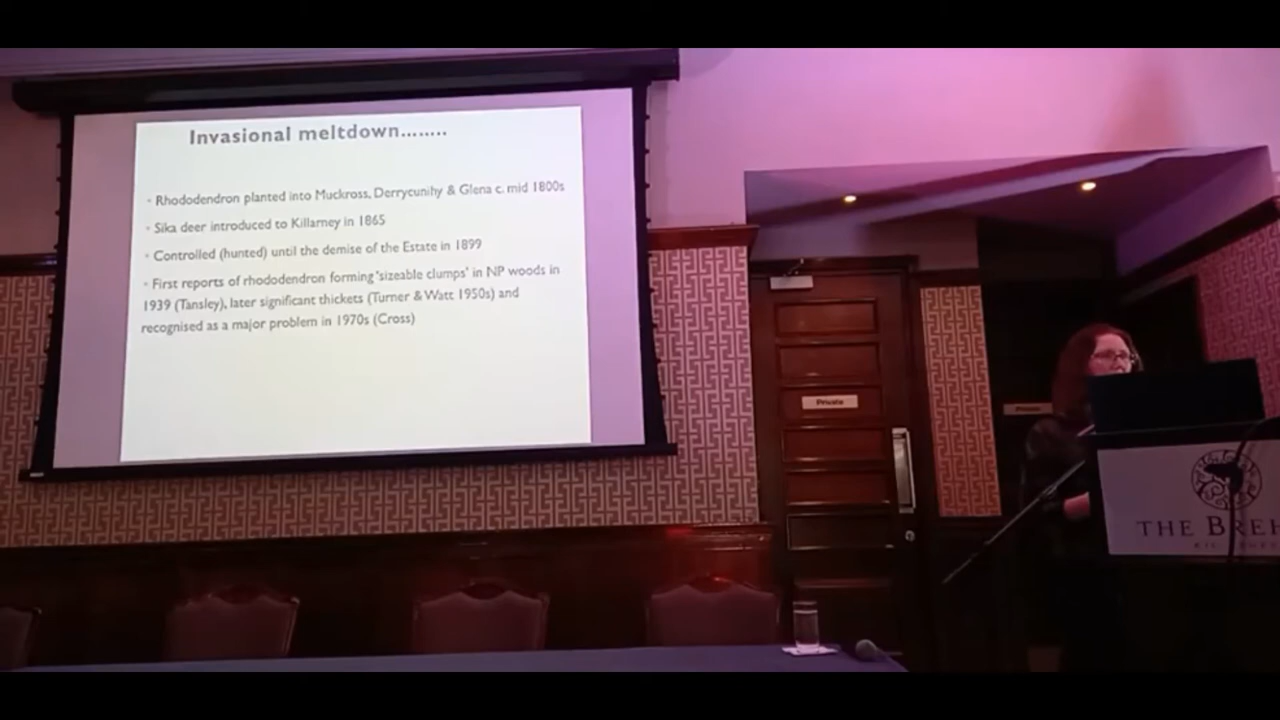 Invasional meltdown........
• Rhododendron planted into Muckross, Derrycunihy & Glena c. mid 1800s
• Sika deer introduced to Killarney in 1865
• Controlled (hunted) until the demise of the Estate in 1899
• First reports of rhododendron forming 'sizeable clumps' in NP woods in
1939 (Tansley), later significant thickets (Turner & Watt 1950s) and
recognised as a major problem in 1970s (Cross)
Private
Private
THE BRE